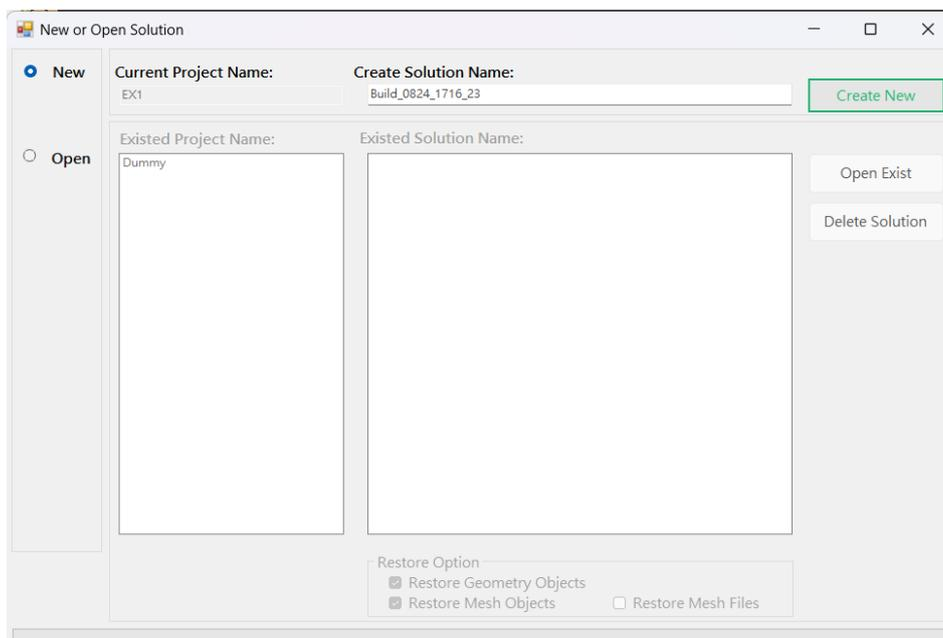 New or Open Solution
New
Current Project Name:
Create Solution Name:
EX1
Build_0824_1716_23
Create New
Open
Existed Project Name:
Existed Solution Name:
Dummy
Open Exist
Delete Solution
Restore Option
Restore Geometry Objects
Restore Mesh Objects
Restore Mesh Files